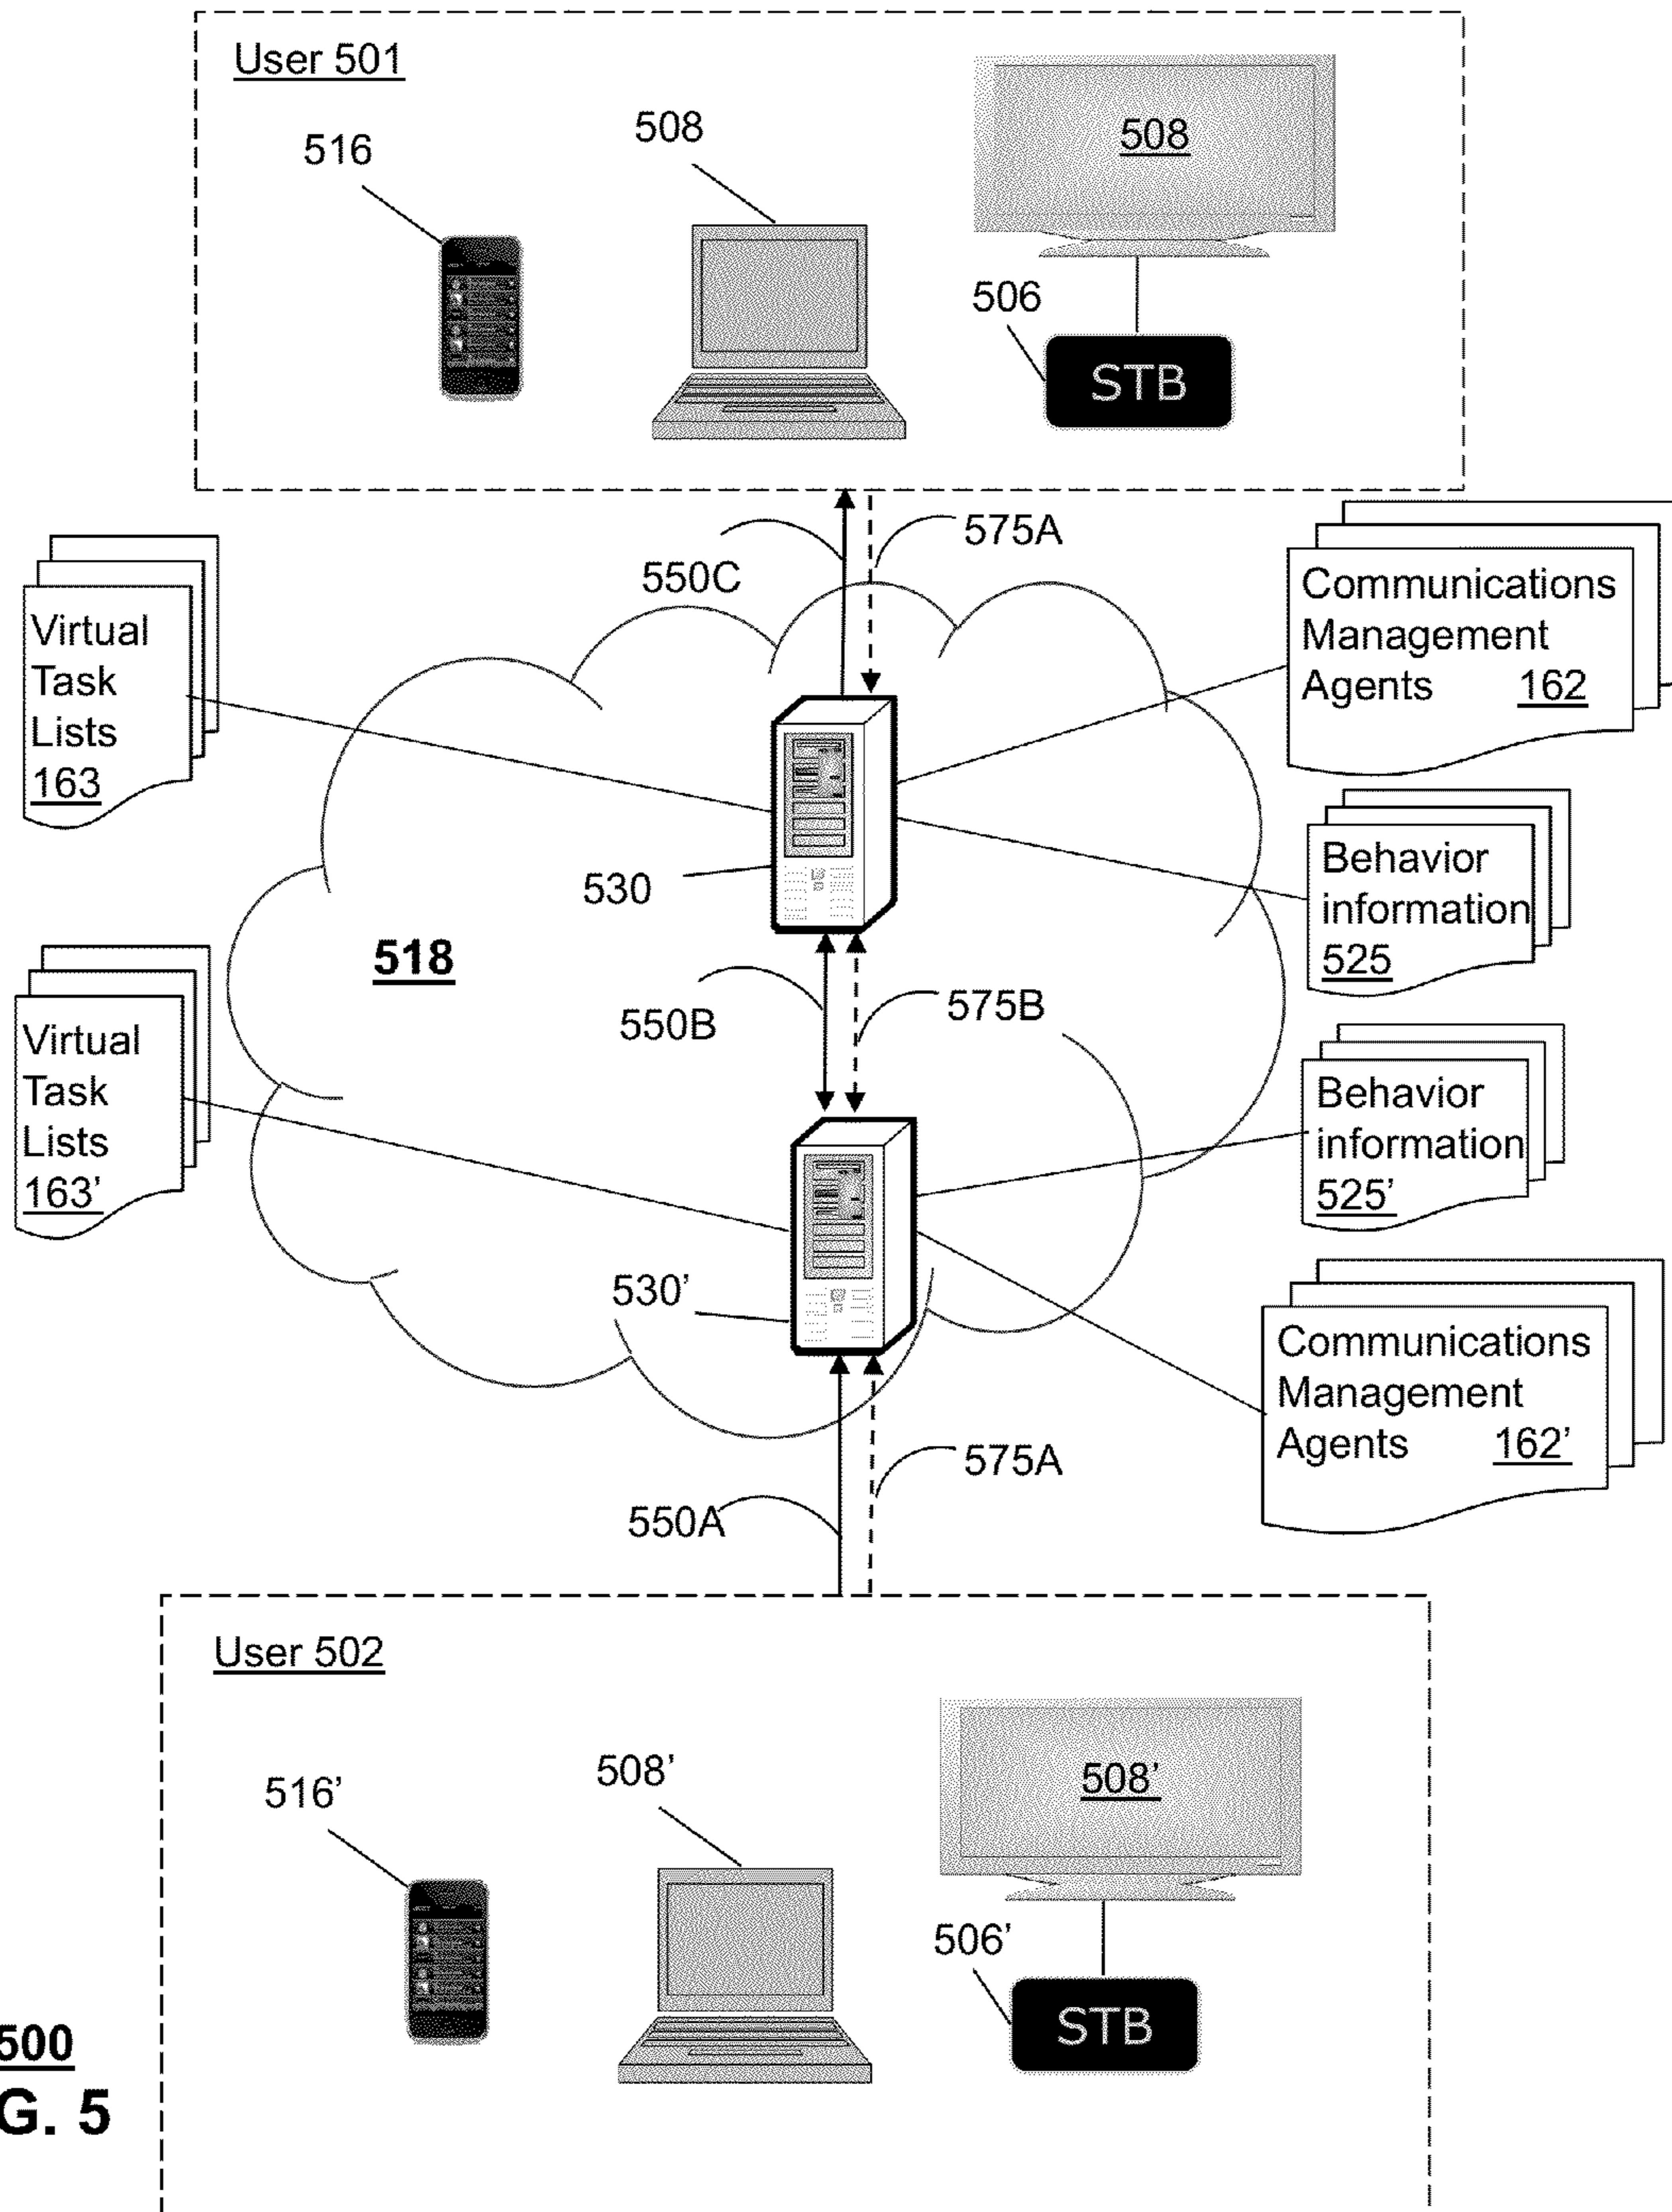 User 501
516
508
508
506
STB
550C
575A
Virtual
Task
Lists
163
Communications
Management
Agents 162
530
Behavior
information
525
518
550B
575B
Virtual
Task
Lists
163'
Behavior
information
525'
530'
Communications
Management
Agents 162'
575A
550A
User 502
516'
508'
508'
506'
STB
500
G. 5